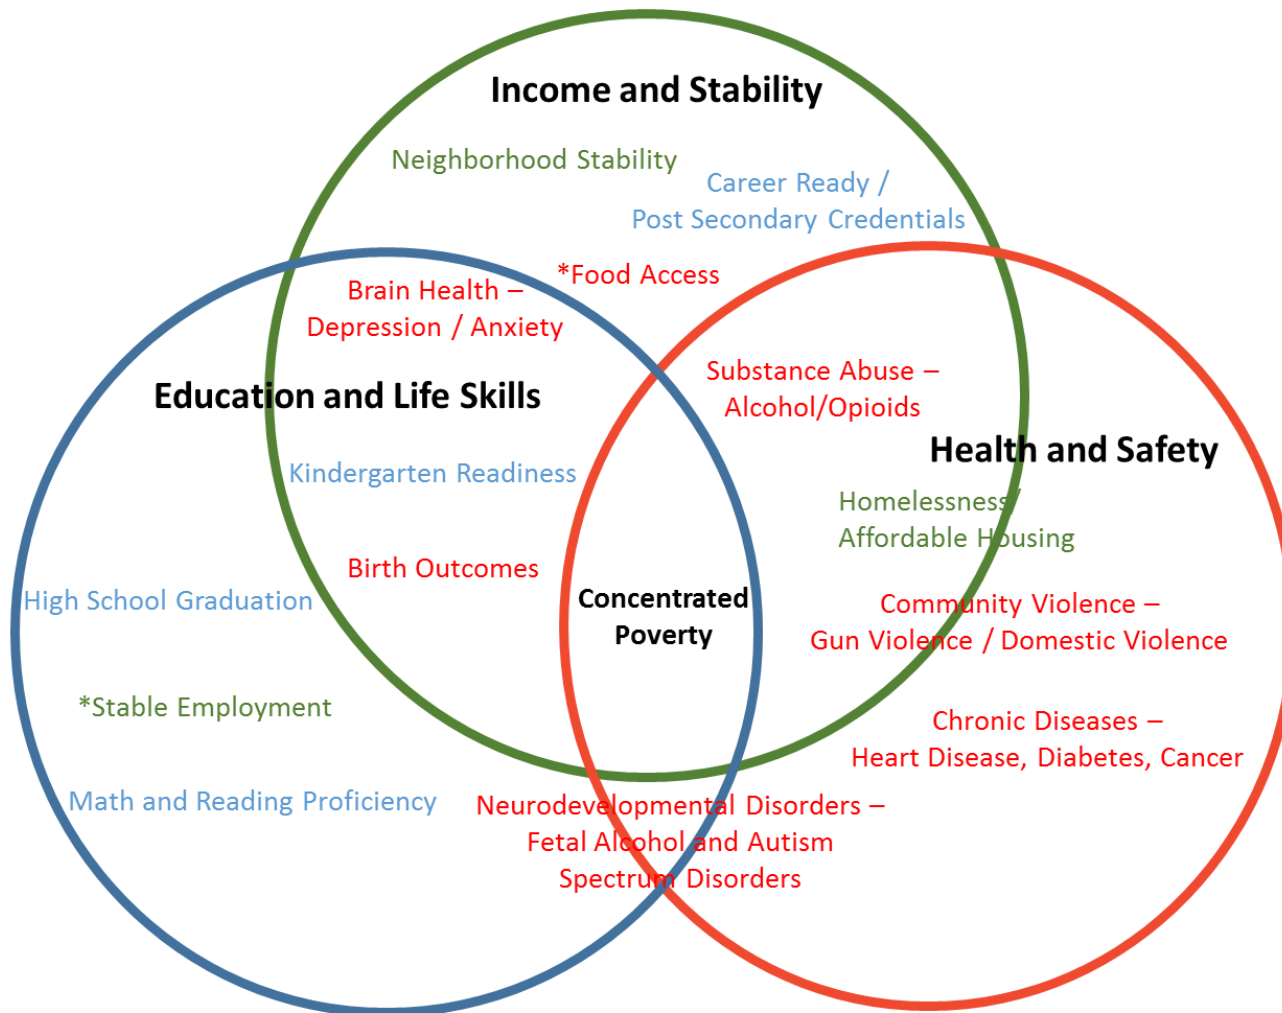 Income and Stability
Neighborhood Stability
Career Ready /
Post Secondary Credentials
*Food Access
Brain Health –
Depression / Anxiety
Substance Abuse –
Alcohol/Opioids
Education and Life Skills
Health and Safety
Kindergarten Readiness
Homelessness/
Affordable Housing
Birth Outcomes
Concentrated
Poverty
High School Graduation
Community Violence –
Gun Violence / Domestic Violence
*Stable Employment
Chronic Diseases –
Heart Disease, Diabetes, Cancer
Math and Reading Proficiency
Neurodevelopmental Disorders –
Fetal Alcohol and Autism
Spectrum Disorders